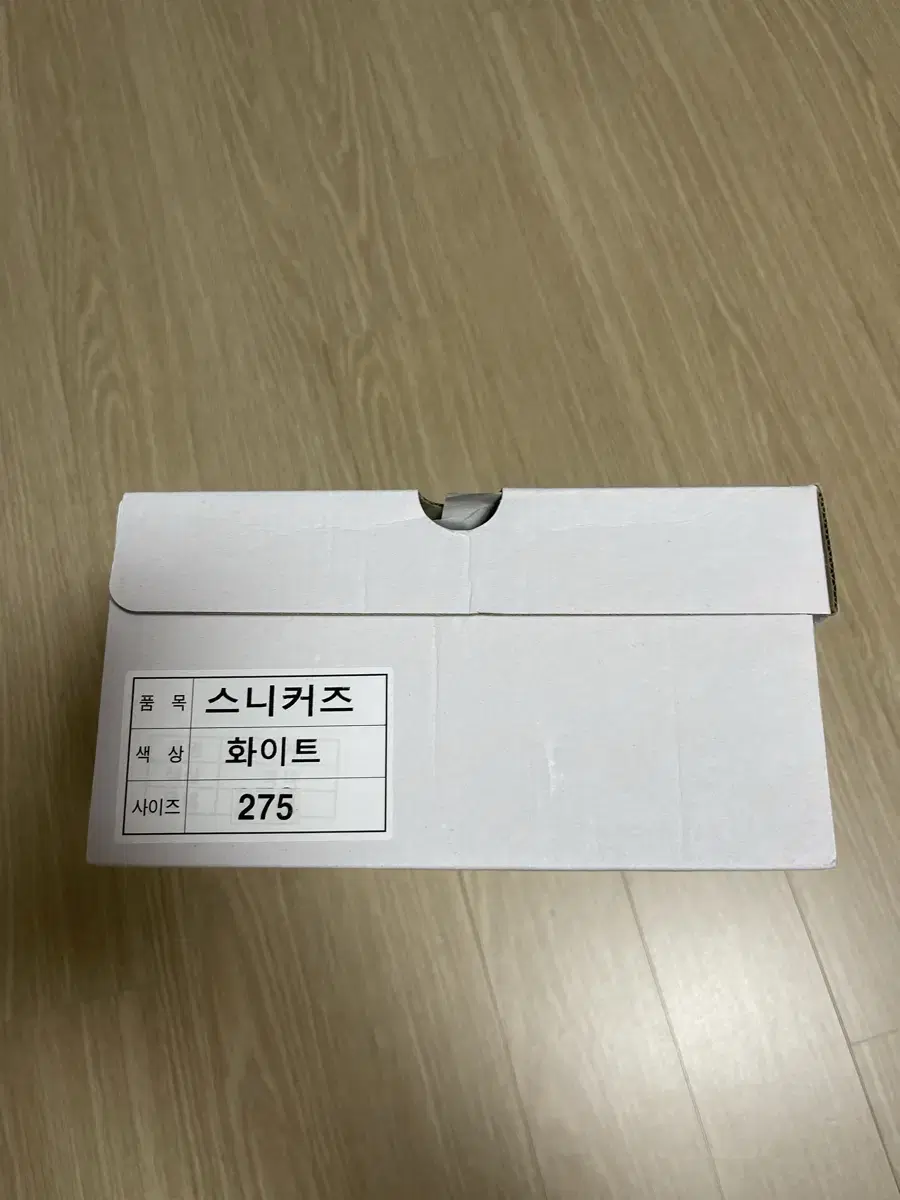 품 목 스니커즈
색 상 화이트
사이즈 275